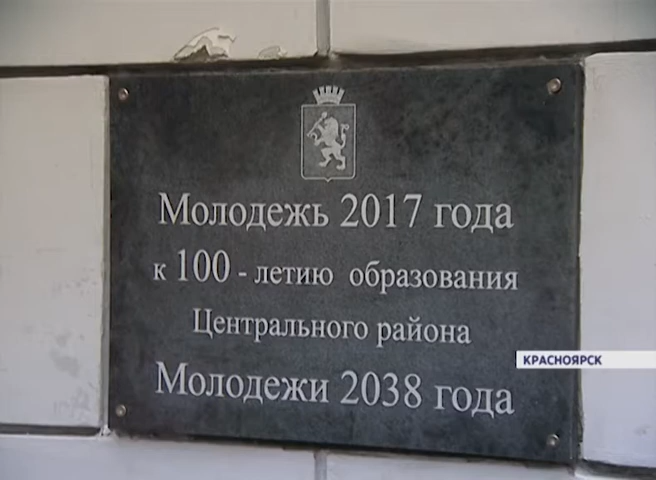 Молодежь 2017 года
к 100 - летию образования
Центрального района
Молодежи 2038 года
КРАСНОЯРСК